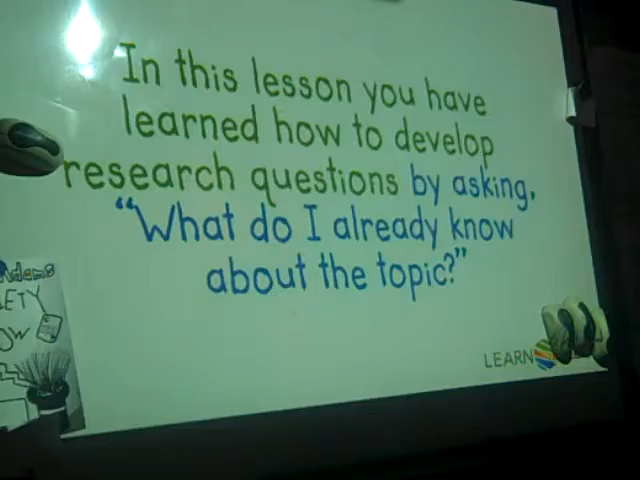 In this lesson you have
learned how to develop
research questions by asking,
"What do I already know
about the topic?"
LEARN